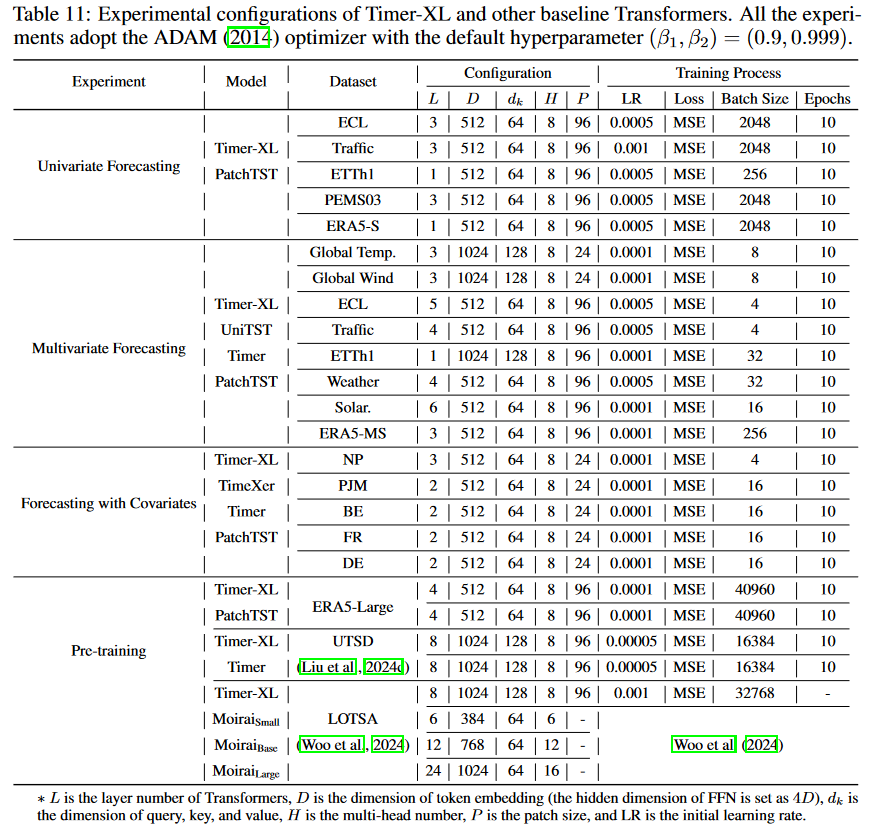 Table 11: Experimental configurations of Timer-XL and other baseline Transformers. All the experi-
ments adopt the ADAM (2014) optimizer with the default hyperparameter (β1, β2) = (0.9, 0.999).
Experiment | Model | Dataset | Configuration | Training Process
L | D | dk | H | P | LR | Loss | Batch Size | Epochs
ECL | 3 | 512 | 64 | 8 | 96 | 0.0005 | MSE | 2048 | 10
Timer-XL | Traffic | 3 | 512 | 64 | 8 | 96 | 0.001 | MSE | 2048 | 10
Univariate Forecasting | PatchTST | ETTh1 | 1 | 512 | 64 | 8 | 96 | 0.0005 | MSE | 256 | 10
PEMS03 | 3 | 512 | 64 | 8 | 96 | 0.0005 | MSE | 2048 | 10
ERA5-S | 1 | 512 | 64 | 8 | 96 | 0.0005 | MSE | 2048 | 10
Global Temp. | 3 | 1024 | 128 | 8 | 24 | 0.0001 | MSE | 8 | 10
Global Wind | 3 | 1024 | 128 | 8 | 24 | 0.0001 | MSE | 8 | 10
Timer-XL | ECL | 5 | 512 | 64 | 8 | 96 | 0.0005 | MSE | 4 | 10
UniTST | Traffic | 4 | 512 | 64 | 8 | 96 | 0.0005 | MSE | 4 | 10
Multivariate Forecasting | Timer | ETTh1 | 1 | 1024 | 128 | 8 | 96 | 0.0001 | MSE | 32 | 10
PatchTST | Weather | 4 | 512 | 64 | 8 | 96 | 0.0005 | MSE | 32 | 10
Solar. | 6 | 512 | 64 | 8 | 96 | 0.0001 | MSE | 16 | 10
ERA5-MS | 3 | 512 | 64 | 8 | 96 | 0.0001 | MSE | 256 | 10
Timer-XL | NP | 3 | 512 | 64 | 8 | 24 | 0.0001 | MSE | 4 | 10
TimeXer | PJM | 2 | 512 | 64 | 8 | 24 | 0.0001 | MSE | 16 | 10
Forecasting with Covariates | Timer | BE | 2 | 512 | 64 | 8 | 24 | 0.0001 | MSE | 16 | 10
PatchTST | FR | 2 | 512 | 64 | 8 | 24 | 0.0001 | MSE | 16 | 10
DE | 2 | 512 | 64 | 8 | 24 | 0.0001 | MSE | 16 | 10
Timer-XL | ERA5-Large | 4 | 512 | 64 | 8 | 96 | 0.0001 | MSE | 40960 | 10
PatchTST | 4 | 512 | 64 | 8 | 96 | 0.0001 | MSE | 40960 | 10
Pre-training | Timer-XL | UTSD | 8 | 1024 | 128 | 8 | 96 | 0.00005 | MSE | 16384 | 10
Timer | (Liu et al., 2024c) | 8 | 1024 | 128 | 8 | 96 | 0.00005 | MSE | 16384 | 10
Timer-XL | 8 | 1024 | 128 | 8 | 96 | 0.001 | MSE | 32768 | -
MoiraiSmall | LOTSA | 6 | 384 | 64 | 6 | -
MoiraiBase | (Woo et al., 2024) | 12 | 768 | 64 | 12 | - | Woo et al. (2024)
MoiraiLarge | 24 | 1024 | 64 | 16 | -
∗ L is the layer number of Transformers, D is the dimension of token embedding (the hidden dimension of FFN is set as 4D), dk is
the dimension of query, key, and value, H is the multi-head number, P is the patch size, and LR is the initial learning rate.